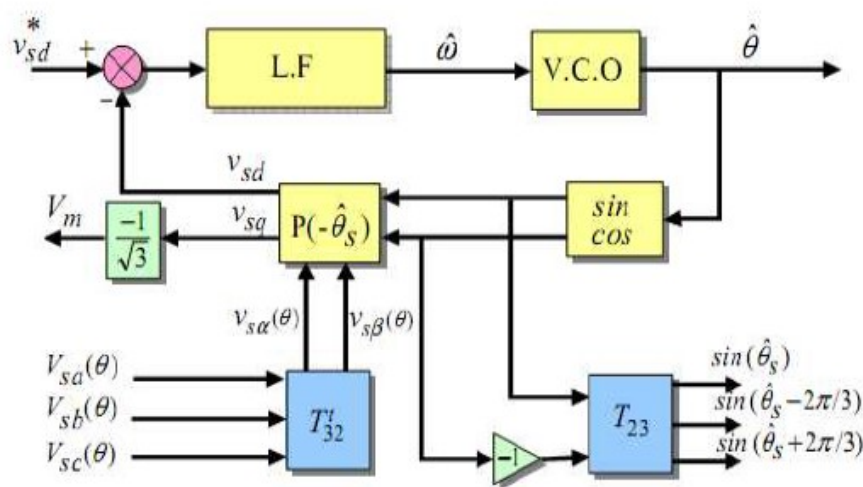 v*sd
+
L.F
ω̂
V.C.O
θ̂
−
vsd
Vm
−1/√3
vsq
P(-θ̂s)
sin
cos
vsα(θ)
vsβ(θ)
Vsa(θ)
Vsb(θ)
Vsc(θ)
Tᵗ32
-1
T23
sin(θ̂s)
sin(θ̂s−2π/3)
sin(θ̂s+2π/3)